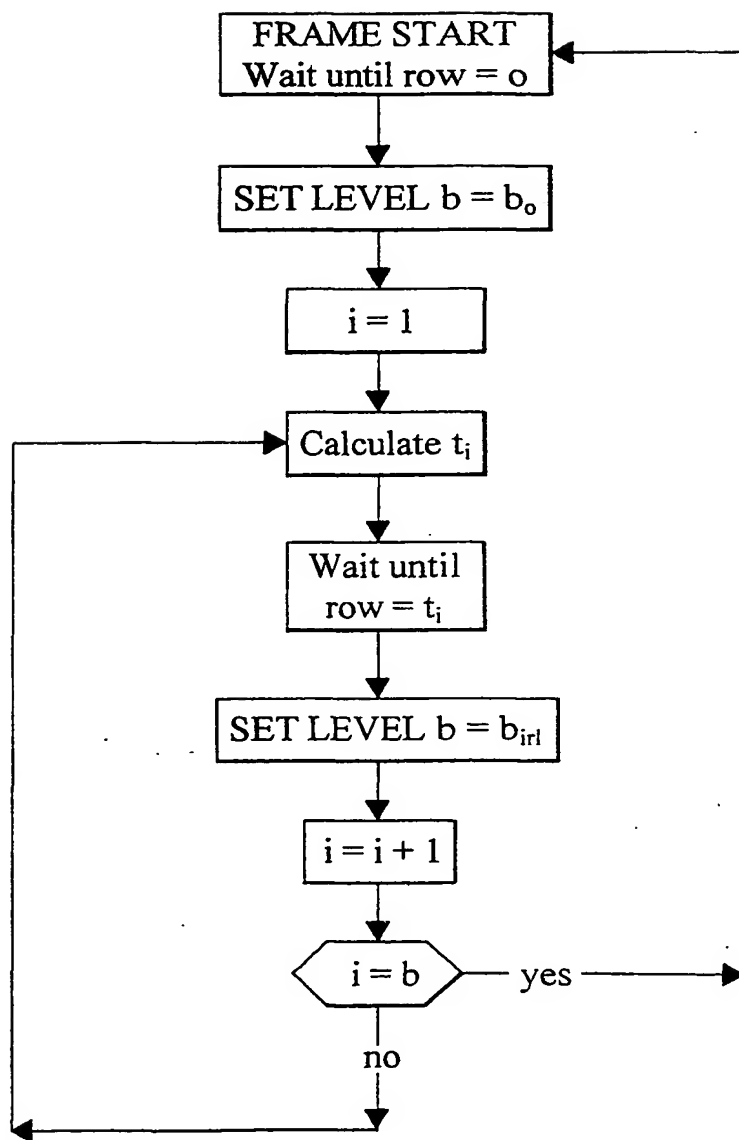 FRAME START
Wait until row = o
SET LEVEL b = bₒ
i = 1
Calculate tᵢ
Wait until
row = tᵢ
SET LEVEL b = bᵢᵣₗ
i = i + 1
i = b
yes
no